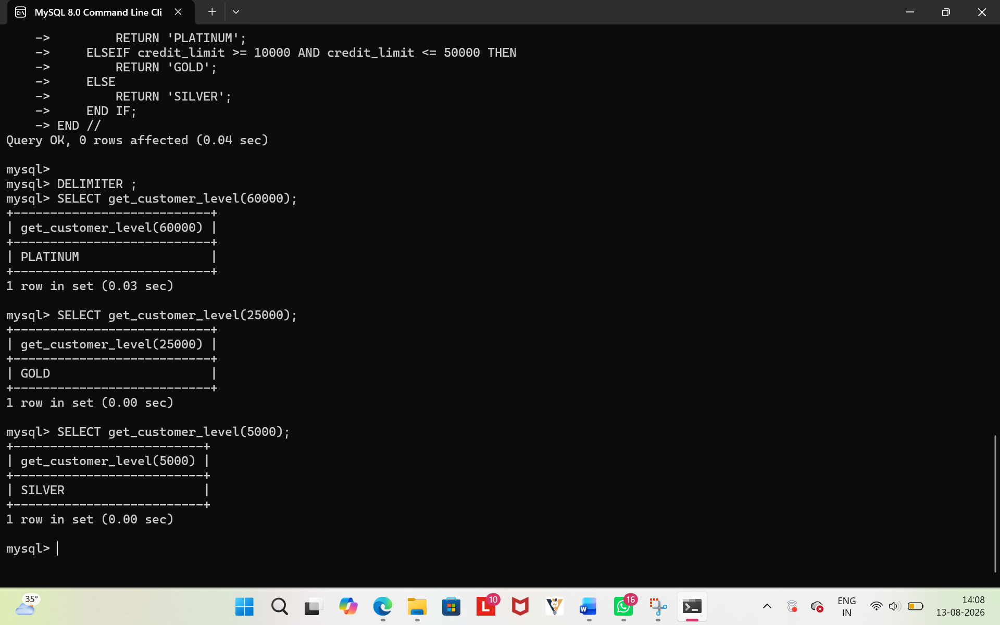 MySQL 8.0 Command Line Cli
    ->         RETURN 'PLATINUM';
    ->     ELSEIF credit_limit >= 10000 AND credit_limit <= 50000 THEN
    ->         RETURN 'GOLD';
    ->     ELSE
    ->         RETURN 'SILVER';
    ->     END IF;
    -> END //
Query OK, 0 rows affected (0.04 sec)

mysql>
mysql> DELIMITER ;
mysql> SELECT get_customer_level(60000);
+---------------------------+
| get_customer_level(60000) |
+---------------------------+
| PLATINUM                  |
+---------------------------+
1 row in set (0.03 sec)

mysql> SELECT get_customer_level(25000);
+---------------------------+
| get_customer_level(25000) |
+---------------------------+
| GOLD                      |
+---------------------------+
1 row in set (0.00 sec)

mysql> SELECT get_customer_level(5000);
+--------------------------+
| get_customer_level(5000) |
+--------------------------+
| SILVER                   |
+--------------------------+
1 row in set (0.00 sec)

mysql>
35°
L
10
W
16
ENG
IN
14:08
13-08-2026